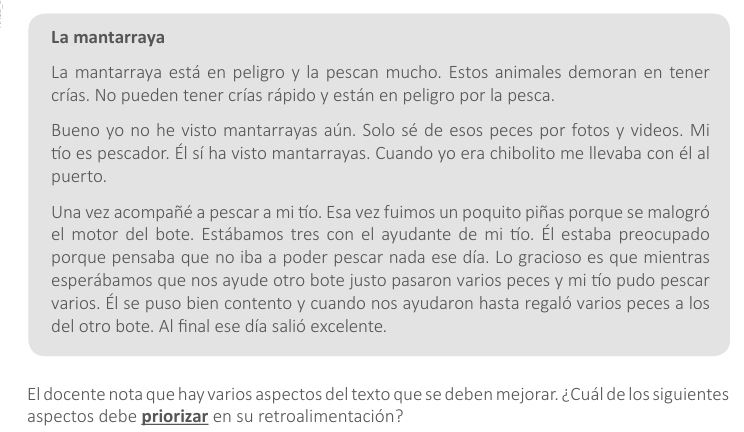 La mantarraya
La mantarraya está en peligro y la pescan mucho. Estos animales demoran en tener
crías. No pueden tener crías rápido y están en peligro por la pesca.
Bueno yo no he visto mantarrayas aún. Solo sé de esos peces por fotos y videos. Mi
tío es pescador. Él sí ha visto mantarrayas. Cuando yo era chibolito me llevaba con él al
puerto.
Una vez acompañé a pescar a mi tío. Esa vez fuimos un poquito piñas porque se malogró
el motor del bote. Estábamos tres con el ayudante de mi tío. Él estaba preocupado
porque pensaba que no iba a poder pescar nada ese día. Lo gracioso es que mientras
esperábamos que nos ayude otro bote justo pasaron varios peces y mi tío pudo pescar
varios. Él se puso bien contento y cuando nos ayudaron hasta regaló varios peces a los
del otro bote. Al final ese día salió excelente.
El docente nota que hay varios aspectos del texto que se deben mejorar. ¿Cuál de los siguientes
aspectos debe priorizar en su retroalimentación?